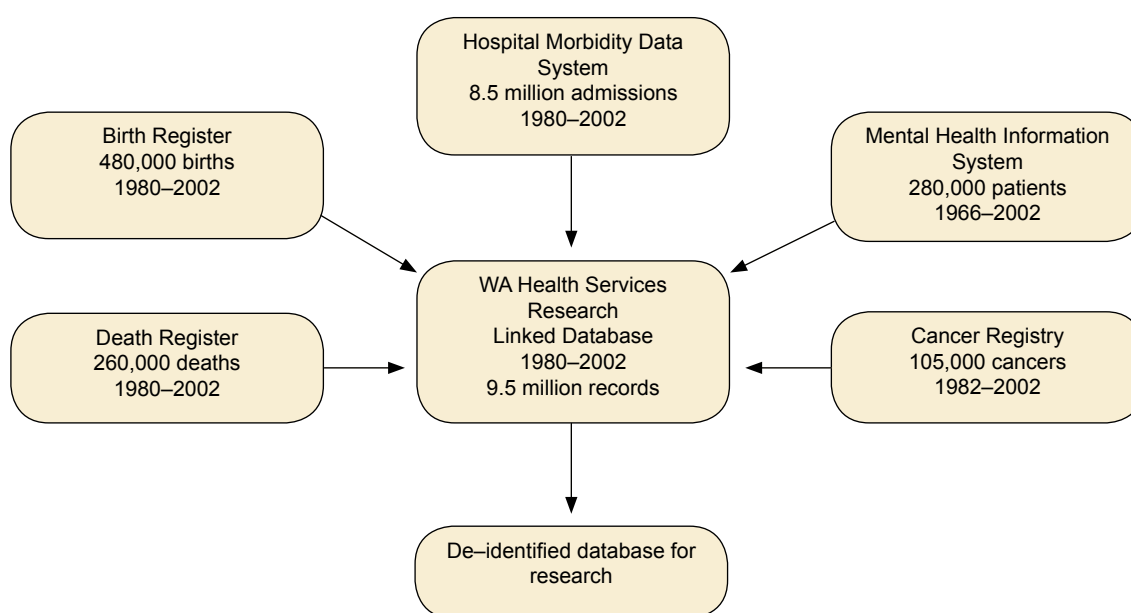 Hospital Morbidity Data
System
8.5 million admissions
1980–2002
Birth Register
480,000 births
1980–2002
Mental Health Information
System
280,000 patients
1966–2002
WA Health Services
Research
Linked Database
1980–2002
9.5 million records
Death Register
260,000 deaths
1980–2002
Cancer Registry
105,000 cancers
1982–2002
De–identified database for
research